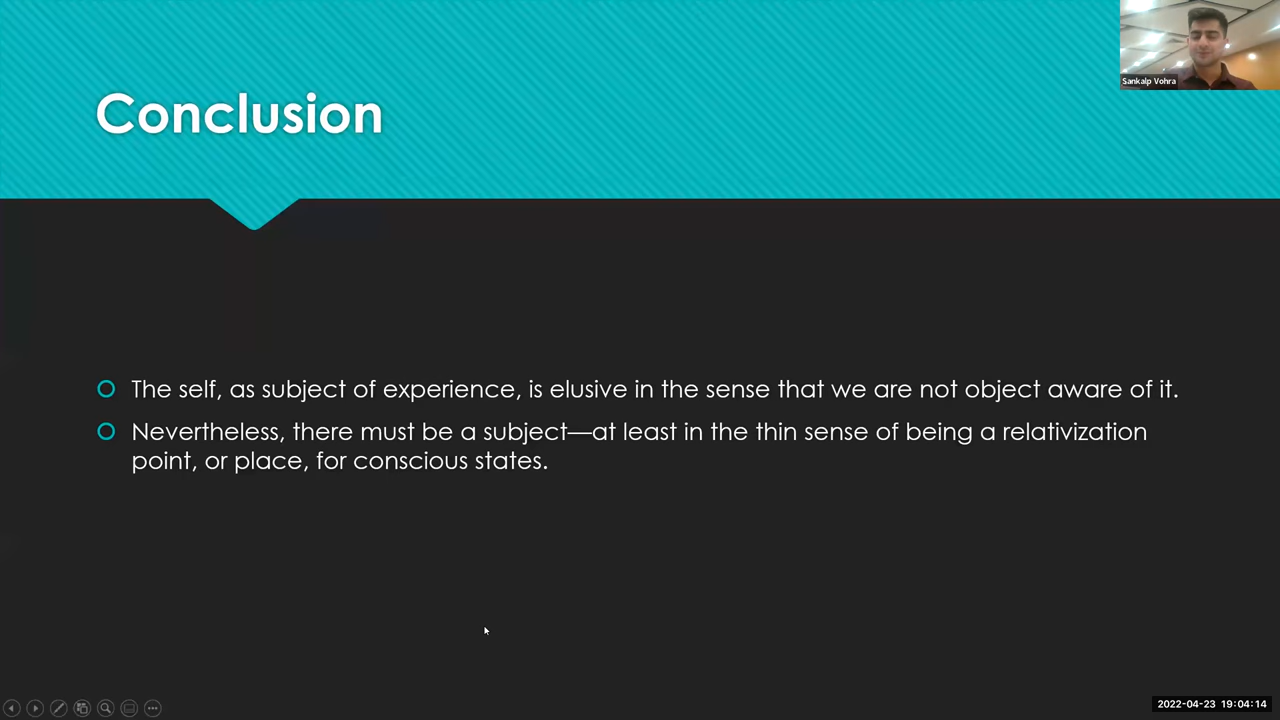 Sankalp Vohra
Conclusion
The self, as subject of experience, is elusive in the sense that we are not object aware of it.
Nevertheless, there must be a subject—at least in the thin sense of being a relativization
point, or place, for conscious states.
2022-04-23 19:04:14